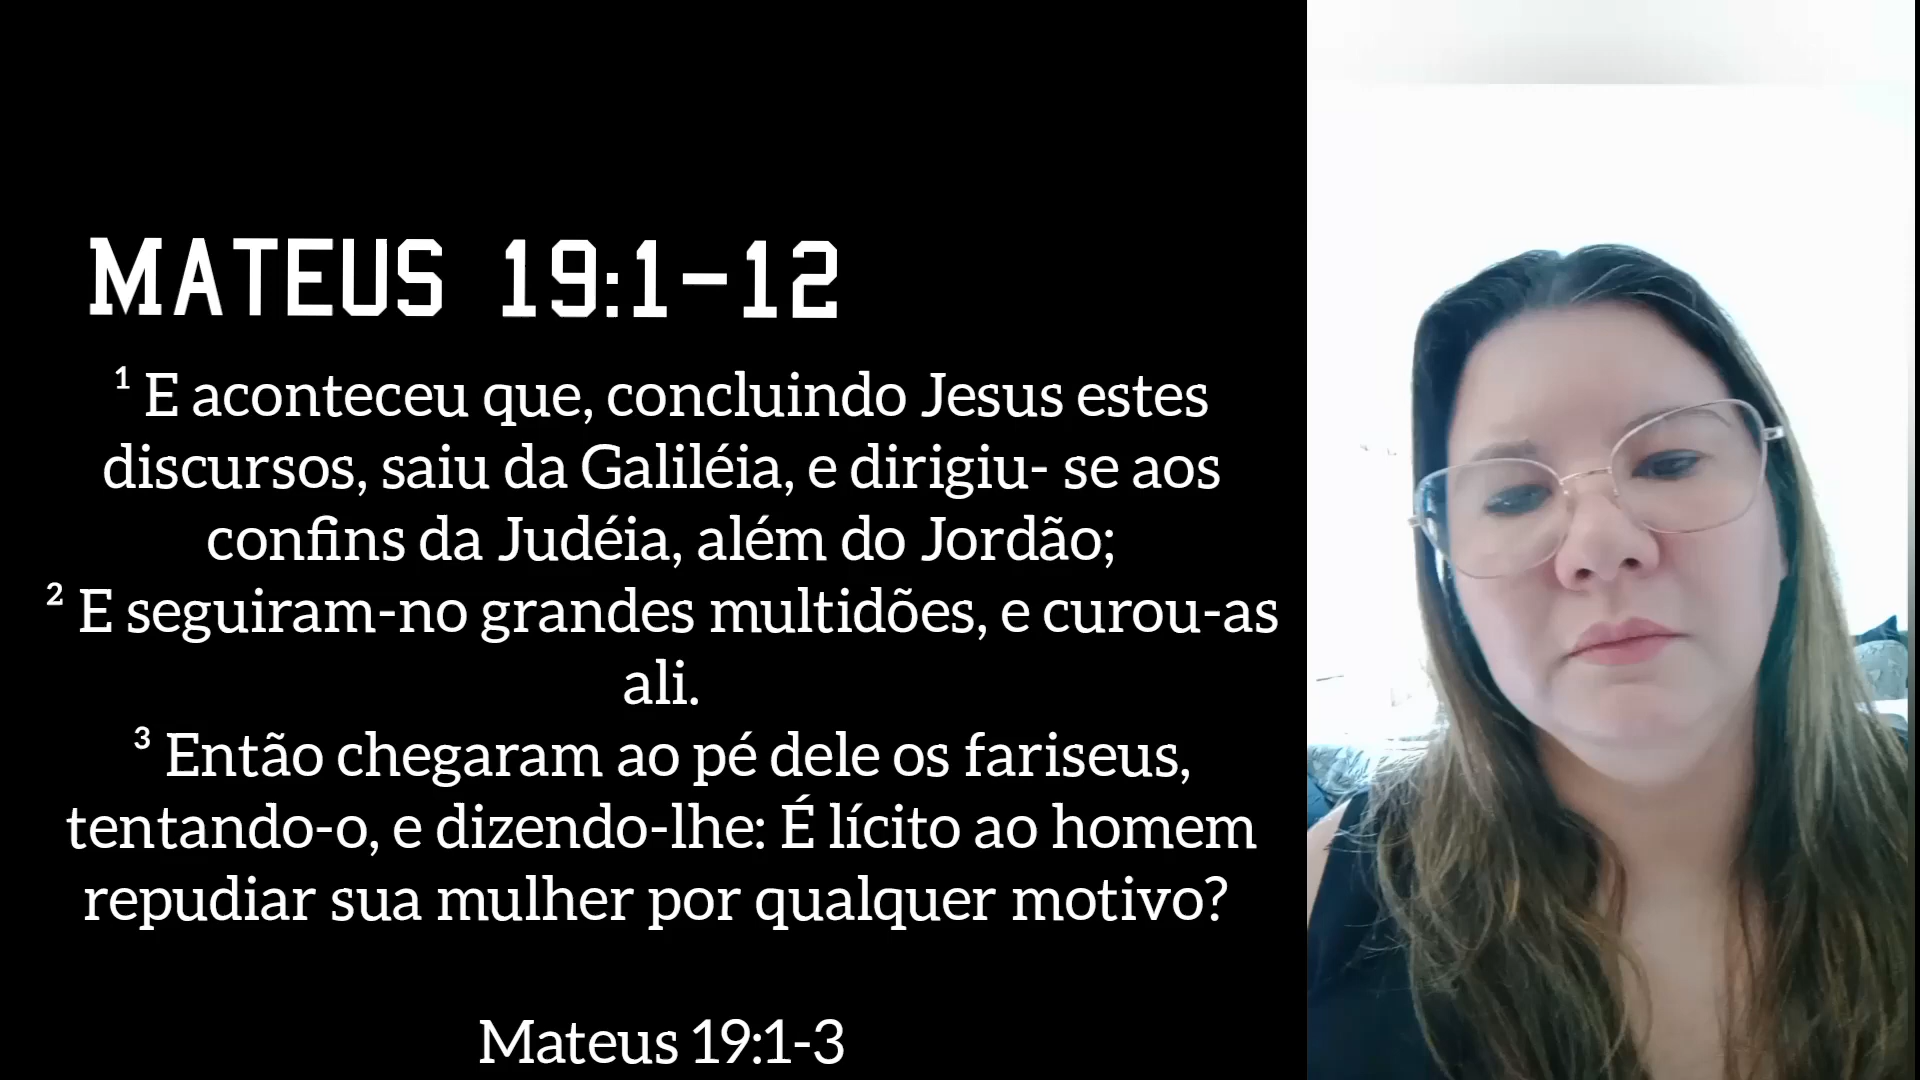 MATEUS 19:1-12
¹ E aconteceu que, concluindo Jesus estes
discursos, saiu da Galiléia, e dirigiu- se aos
confins da Judéia, além do Jordão;
² E seguiram-no grandes multidões, e curou-as
ali.
³ Então chegaram ao pé dele os fariseus,
tentando-o, e dizendo-lhe: É lícito ao homem
repudiar sua mulher por qualquer motivo?
Mateus 19:1-3